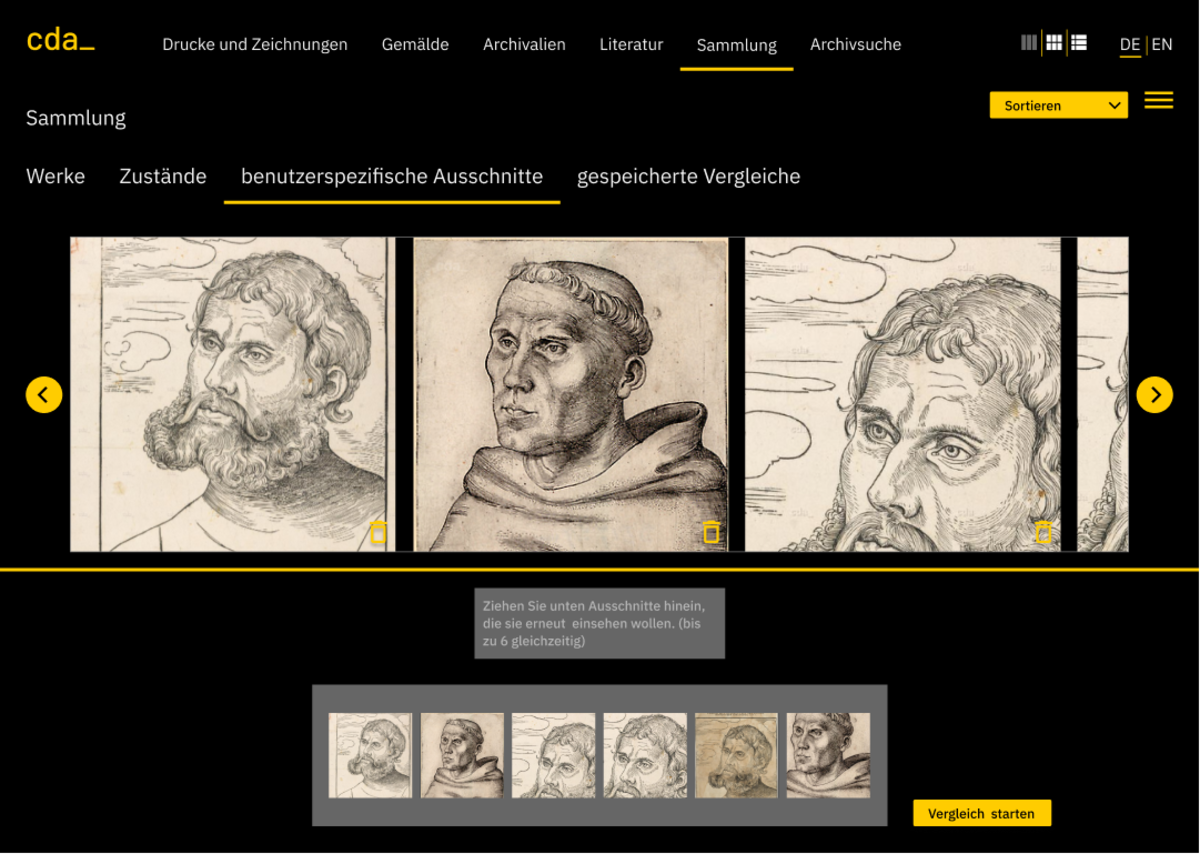 cda_
Drucke und Zeichnungen Gemälde Archivalien Literatur Sammlung Archivsuche
DE EN
Sortieren
Sammlung
Werke Zustände benutzerspezifische Ausschnitte gespeicherte Vergleiche
Ziehen Sie unten Ausschnitte hinein,
die sie erneut einsehen wollen. (bis
zu 6 gleichzeitig)
Vergleich starten